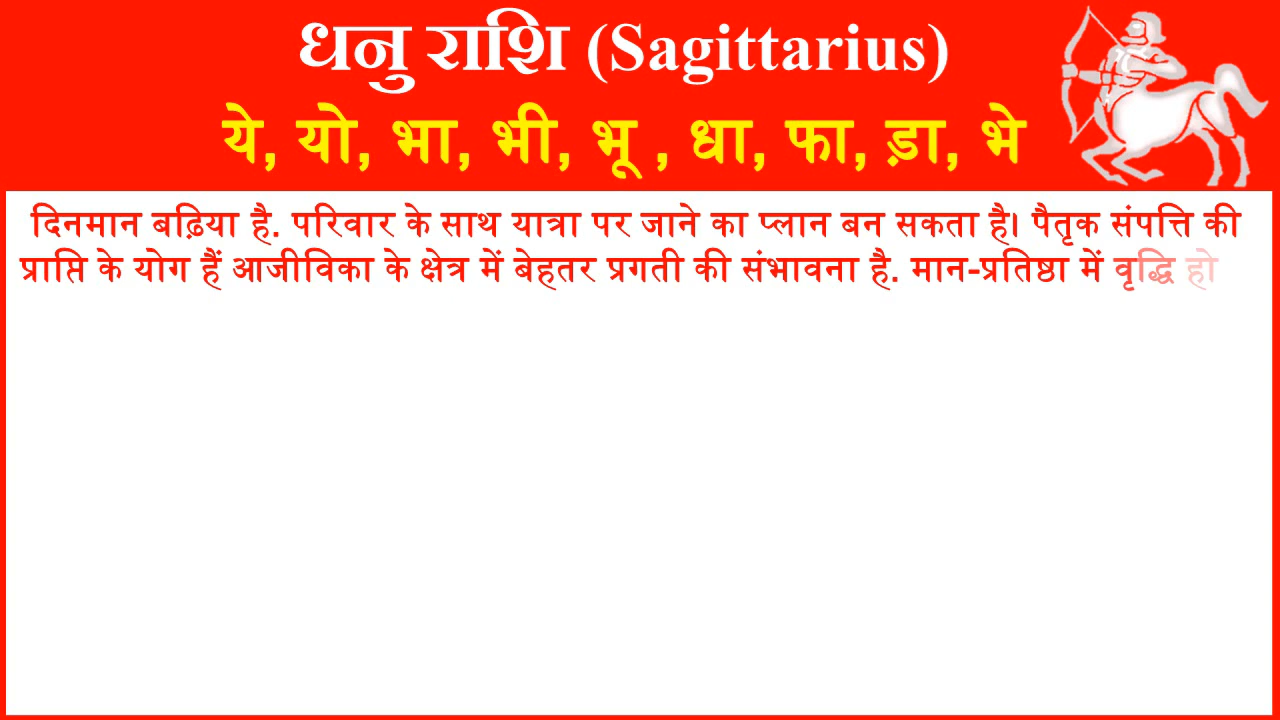 धनु राशि (Sagittarius)
ये, यो, भा, भी, भू , धा, फा, ड़ा, भे
दिनमान बढ़िया है. परिवार के साथ यात्रा पर जाने का प्लान बन सकता है। पैतृक संपत्ति की
प्राप्ति के योग हैं आजीविका के क्षेत्र में बेहतर प्रगती की संभावना है. मान-प्रतिष्ठा में वृद्धि हो